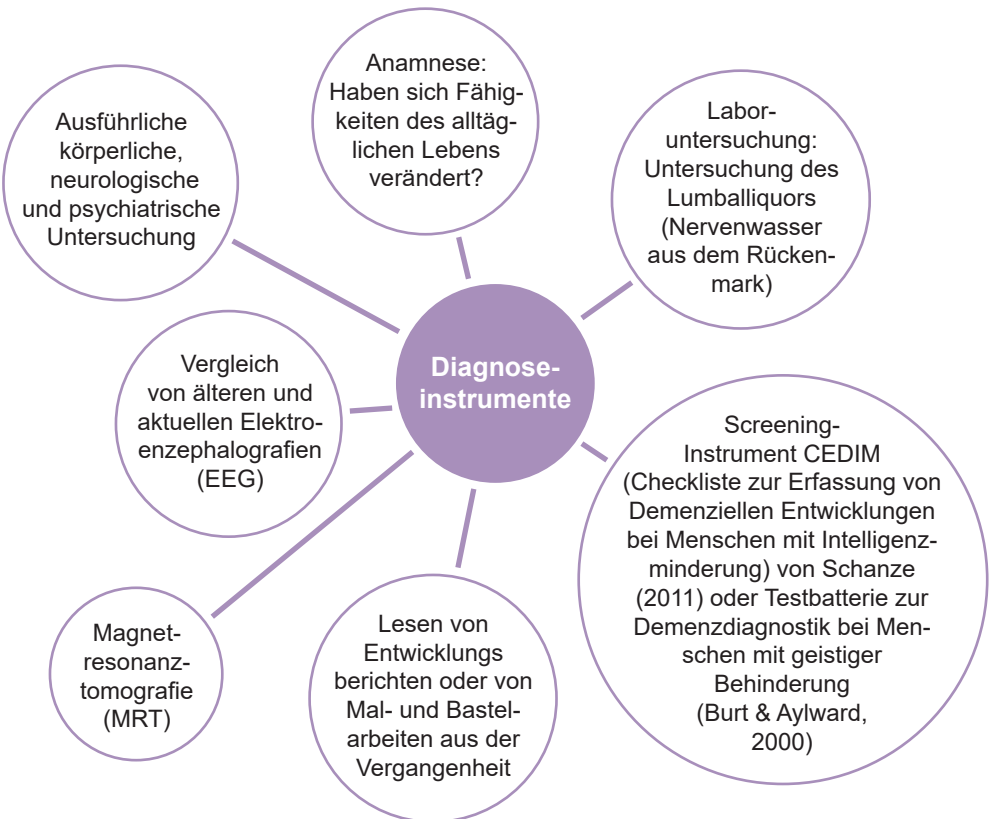 Anamnese:
Haben sich Fähig-
keiten des alltäg-
lichen Lebens
verändert?
Ausführliche
körperliche,
neurologische
und psychiatrische
Untersuchung
Labor-
untersuchung:
Untersuchung des
Lumballiquors
(Nervenwasser
aus dem Rücken-
mark)
Diagnose-
instrumente
Vergleich
von älteren und
aktuellen Elektro-
enzephalografien
(EEG)
Screening-
Instrument CEDIM
(Checkliste zur Erfassung von
Demenziellen Entwicklungen
bei Menschen mit Intelligenz-
minderung) von Schanze
(2011) oder Testbatterie zur
Demenzdiagnostik bei Men-
schen mit geistiger
Behinderung
(Burt & Aylward,
2000)
Magnet-
resonanz-
tomografie
(MRT)
Lesen von
Entwicklungs
berichten oder von
Mal- und Bastel-
arbeiten aus der
Vergangenheit